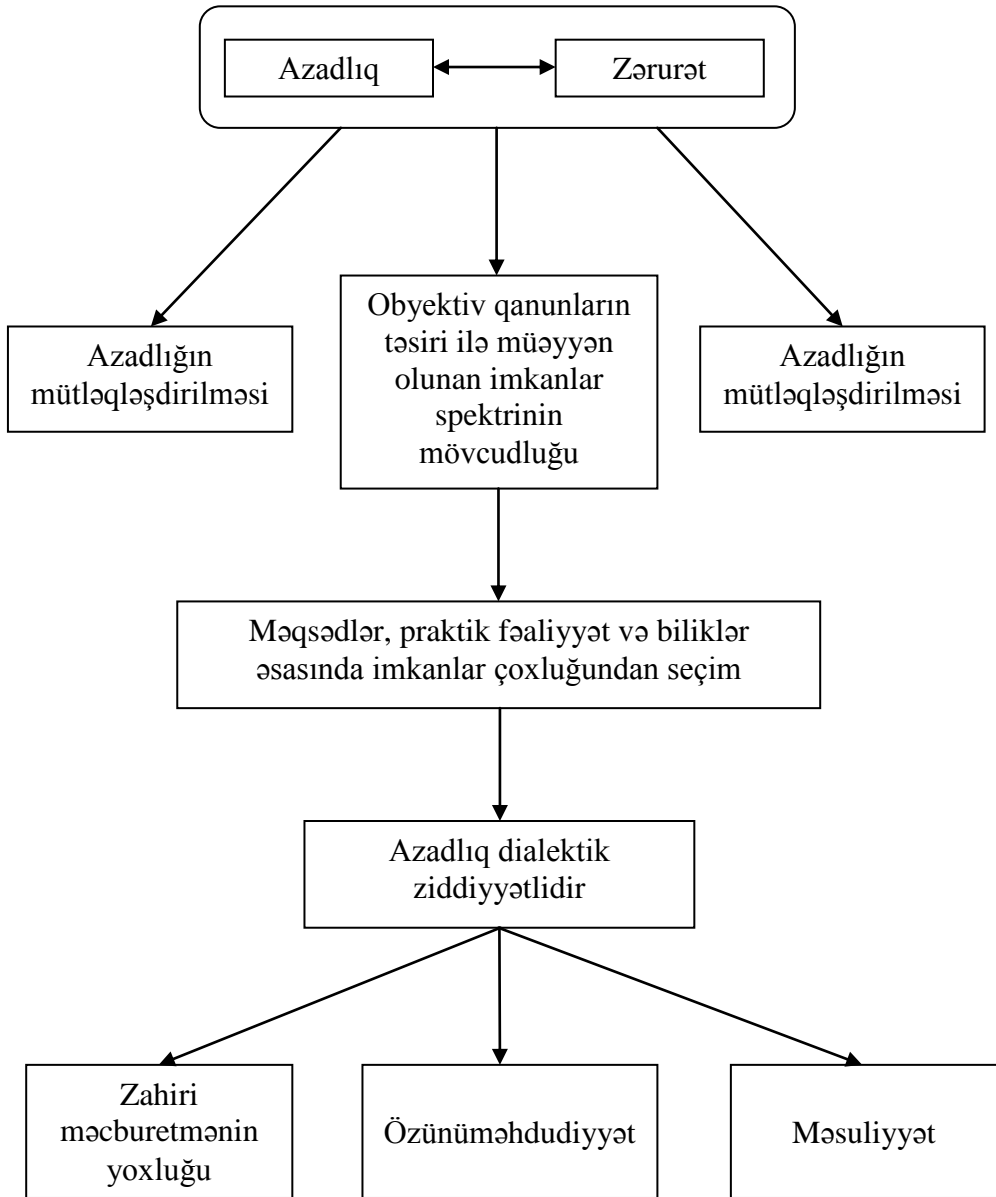 Azadlıq
Zərurət
Azadlığın
mütləqləşdirilməsi
Obyektiv qanunların
təsiri ilə müəyyən
olunan imkanlar
spektrinin
mövcudluğu
Azadlığın
mütləqləşdirilməsi
Məqsədlər, praktik fəaliyyət və biliklər
əsasında imkanlar çoxluğundan seçim
Azadlıq dialektik
ziddiyyətlidir
Zahiri
məcburetmənin
yoxluğu
Özünüməhdudiyyət
Məsuliyyət